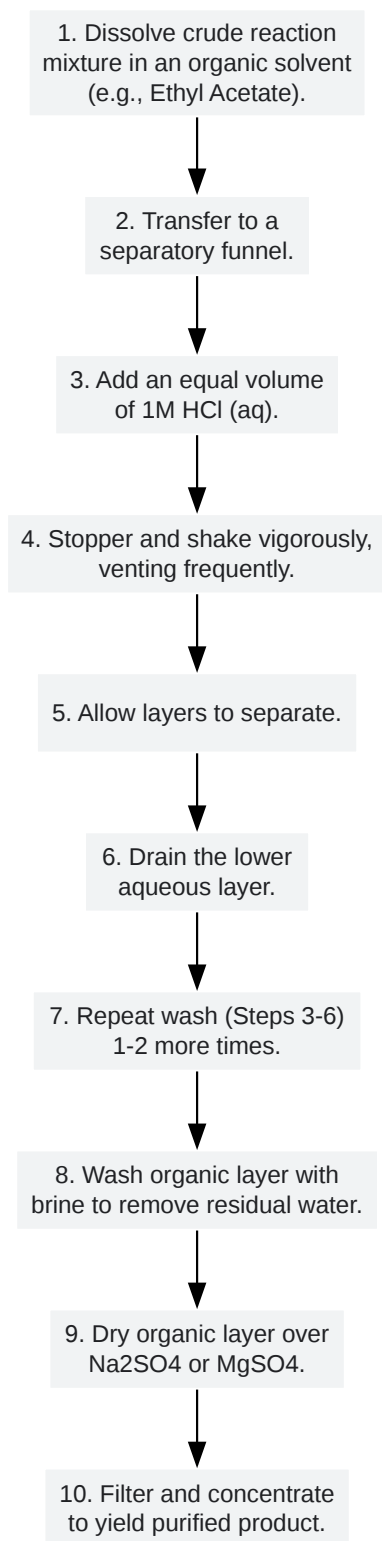 1. Dissolve crude reaction
mixture in an organic solvent
(e.g., Ethyl Acetate).
2. Transfer to a
separatory funnel.
3. Add an equal volume
of 1M HCl (aq).
4. Stopper and shake vigorously,
venting frequently.
5. Allow layers to separate.
6. Drain the lower
aqueous layer.
7. Repeat wash (Steps 3-6)
1-2 more times.
8. Wash organic layer with
brine to remove residual water.
9. Dry organic layer over
Na2SO4 or MgSO4.
10. Filter and concentrate
to yield purified product.